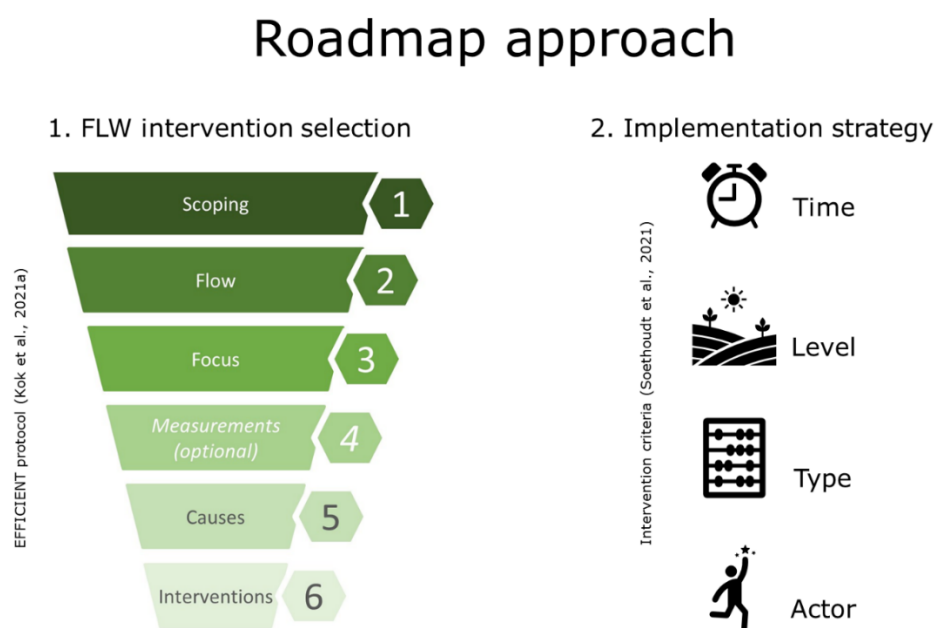 Roadmap approach
1. FLW intervention selection
EFFICIENT protocol (Kok et al., 2021a)
Scoping
1
Flow
2
Focus
3
Measurements
(optional)
4
Causes
5
Interventions
6
2. Implementation strategy
Intervention criteria (Soethoudt et al., 2021)
Time
Level
Type
Actor